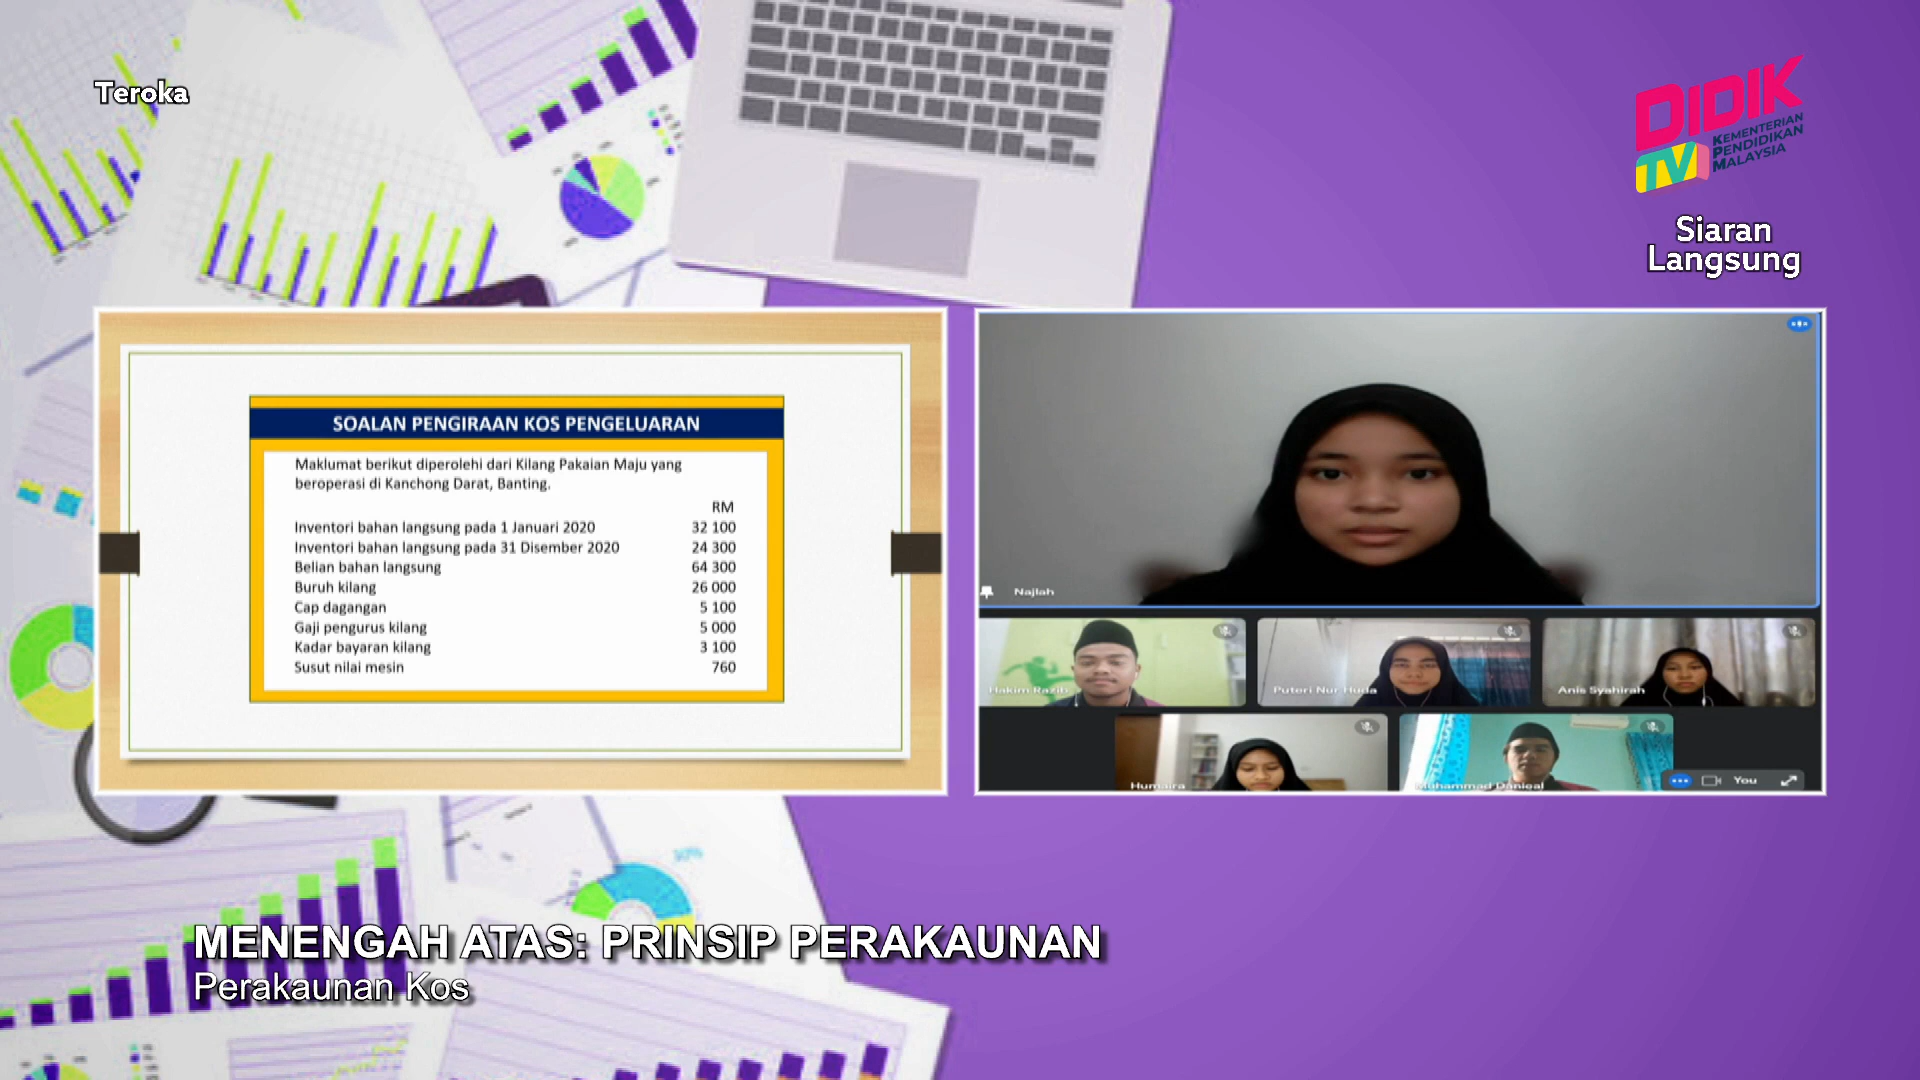 Teroka
DIDIK
TV
KEMENTERIAN
PENDIDIKAN
MALAYSIA
Siaran
Langsung
SOALAN PENGIRAAN KOS PENGELUARAN
Maklumat berikut diperolehi dari Kilang Pakaian Maju yang
beroperasi di Kanchong Darat, Banting.
RM
Inventori bahan langsung pada 1 Januari 2020 32 100
Inventori bahan langsung pada 31 Disember 2020 24 300
Belian bahan langsung 64 300
Buruh kilang 26 000
Cap dagangan 5 100
Gaji pengurus kilang 5 000
Kadar bayaran kilang 3 100
Susut nilai mesin 760
Najlah
Hakim Razib
Puteri Nur Huda
Anis Syahirah
Humaira
Muhammad Danieal
You
30%
MENENGAH ATAS: PRINSIP PERAKAUNAN
Perakaunan Kos